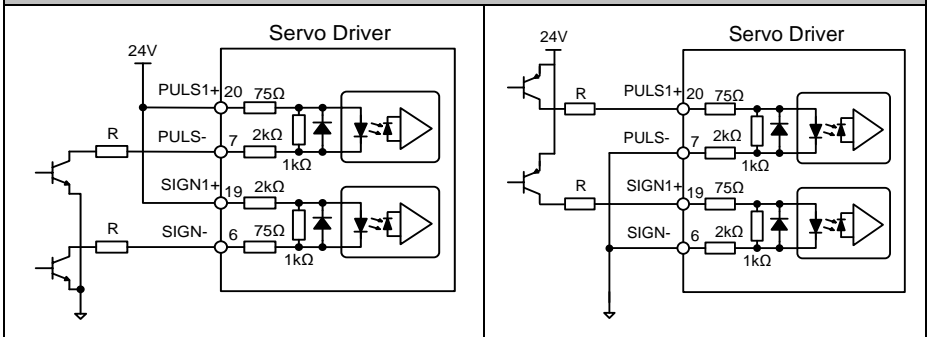 Servo Driver
24V
PULS1+ 20 75Ω
R PULS- 7 2kΩ
1kΩ
SIGN1+ 19 2kΩ
R SIGN- 6 75Ω
1kΩ
Servo Driver
24V
R PULS1+ 20 75Ω
PULS- 7 2kΩ
1kΩ
R SIGN1+ 19 75Ω
SIGN- 6 2kΩ
1kΩ